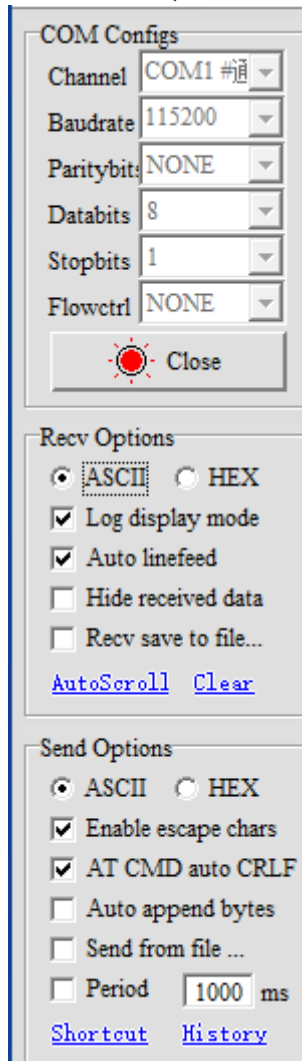 COM Configs
Channel COM1 #通
Baudrate 115200
Paritybit: NONE
Databits 8
Stopbits 1
Flowctrl NONE
Close
Recv Options
ASCII HEX
Log display mode
Auto linefeed
Hide received data
Recv save to file...
AutoScroll Clear
Send Options
ASCII HEX
Enable escape chars
AT CMD auto CRLF
Auto append bytes
Send from file ...
Period 1000 ms
Shortcut History